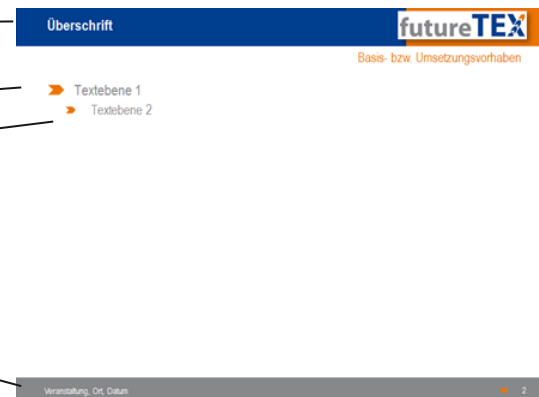 Überschrift
futureTEX
Basis- bzw. Umsetzungsvorhaben
Textebene 1
Textebene 2
Veranstaltung, Ort, Datum
2